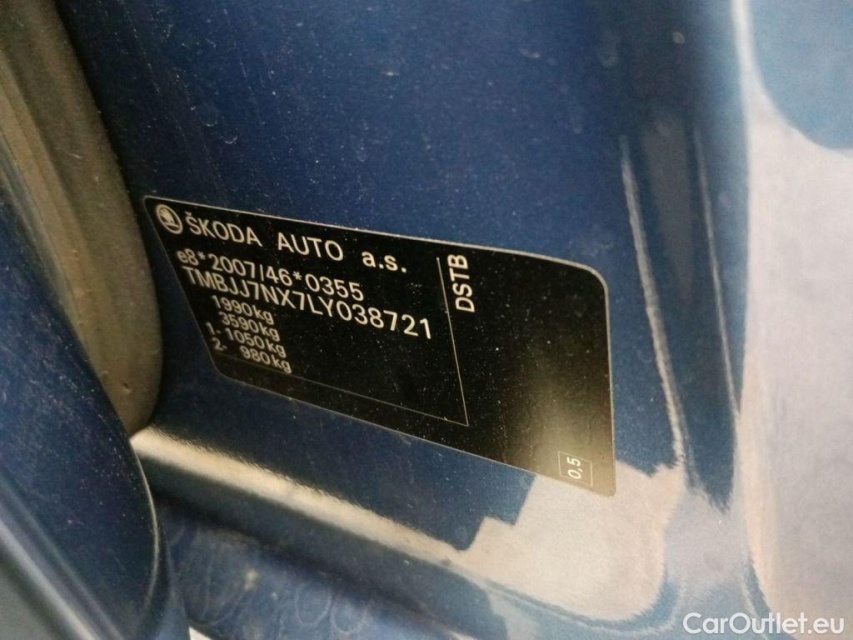 ŠKODA AUTO a.s.
e8*2007/46*0355
TMBJJ7NX7LY038721
1990kg
3590kg
1- 1050kg
2- 980kg
DSTB
0,5
CarOutlet.eu